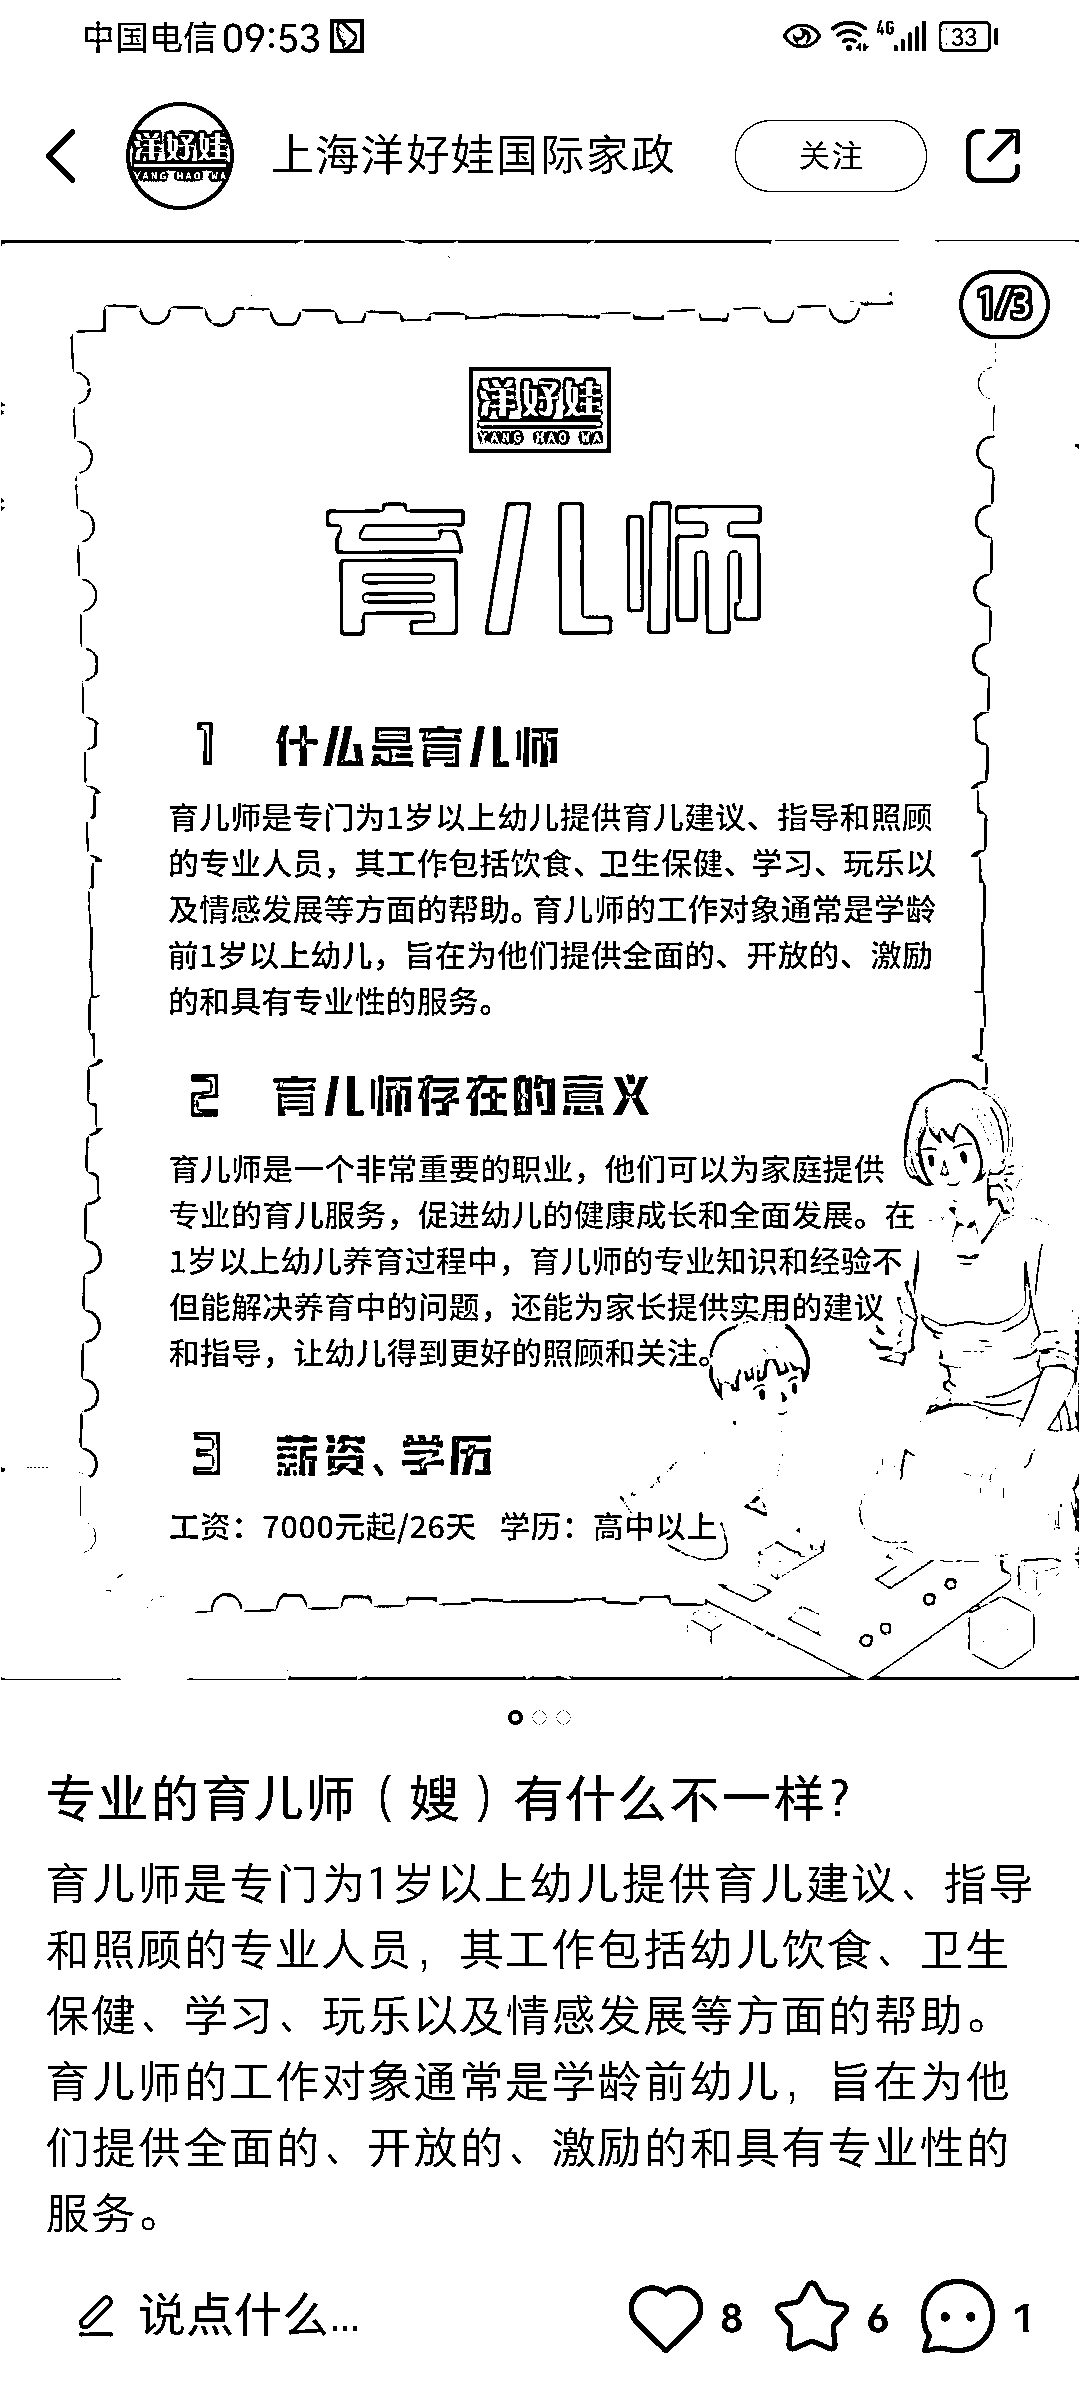 中国电信 09:53 4G 33
洋好娃
YANG HAO WA
上海洋好娃国际家政
关注
1/3
洋好娃
YANG HAO WA
育儿师
1 什么是育儿师
育儿师是专门为1岁以上幼儿提供育儿建议、指导和照顾
的专业人员，其工作包括饮食、卫生保健、学习、玩乐以
及情感发展等方面的帮助。育儿师的工作对象通常是学龄
前1岁以上幼儿，旨在为他们提供全面的、开放的、激励
的和具有专业性的服务。
2 育儿师存在的意义
育儿师是一个非常重要的职业，他们可以为家庭提供
专业的育儿服务，促进幼儿的健康成长和全面发展。在
1岁以上幼儿养育过程中，育儿师的专业知识和经验不
但能解决养育中的问题，还能为家长提供实用的建议
和指导，让幼儿得到更好的照顾和关注。
3 薪资、学历
工资：7000元起/26天 学历：高中以上
专业的育儿师（嫂）有什么不一样?
育儿师是专门为1岁以上幼儿提供育儿建议、指导
和照顾的专业人员，其工作包括幼儿饮食、卫生
保健、学习、玩乐以及情感发展等方面的帮助。
育儿师的工作对象通常是学龄前幼儿，旨在为他
们提供全面的、开放的、激励的和具有专业性的
服务。
说点什么...
8
6
1